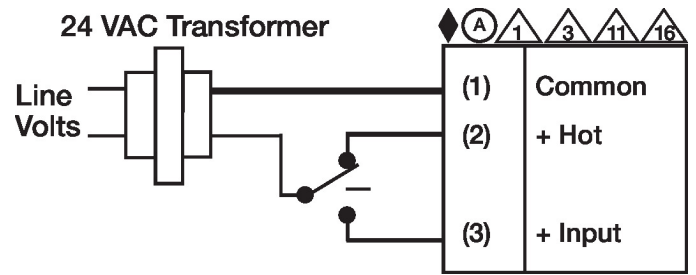 24 VAC Transformer
A 1 3 11 16
Line
Volts
(1) Common
(2) + Hot
(3) + Input